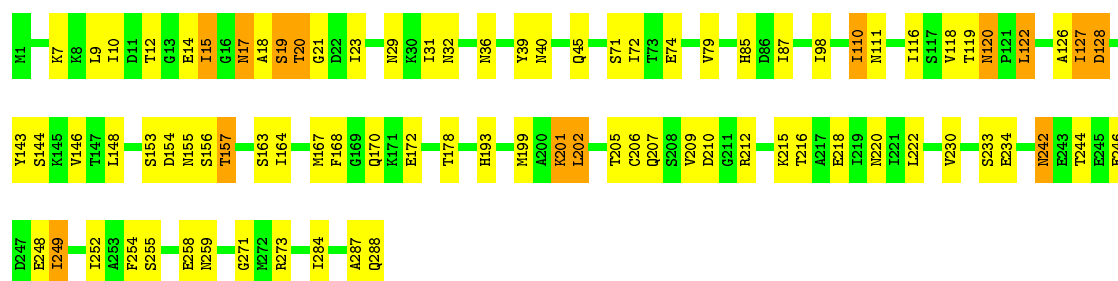 M1 K7 K8 L9 I10 D11 T12 G13 E14 I15 G16 N17 A18 S19 T20 G21 D22 I23 N29 K30 I31 N32 N36 Y39 N40 Q45 S71 I72 T73 E74 V79 H85 D86 I87 I98 I110 N111 I116 S117 V118 T119 N120 P121 L122 A126 I127 D128
Y143 S144 K145 V146 T147 L148 S153 D154 N155 S156 T157 S163 I164 M167 F168 G169 Q170 K171 E172 T178 H193 M199 A200 K201 L202 T205 C206 Q207 S208 V209 D210 G211 R212 K215 T216 A217 E218 I219 N220 I221 L222 V230 S233 E234 N242 E243 T244 E245
D247 E248 I249 I252 A253 F254 S255 E258 N259 G271 M272 R273 I284 A287 Q288